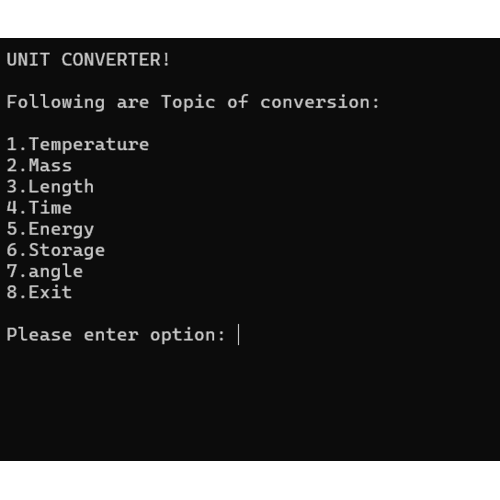 UNIT CONVERTER!
Following are Topic of conversion:
1.Temperature
2.Mass
3.Length
4.Time
5.Energy
6.Storage
7.angle
8.Exit
Please enter option: